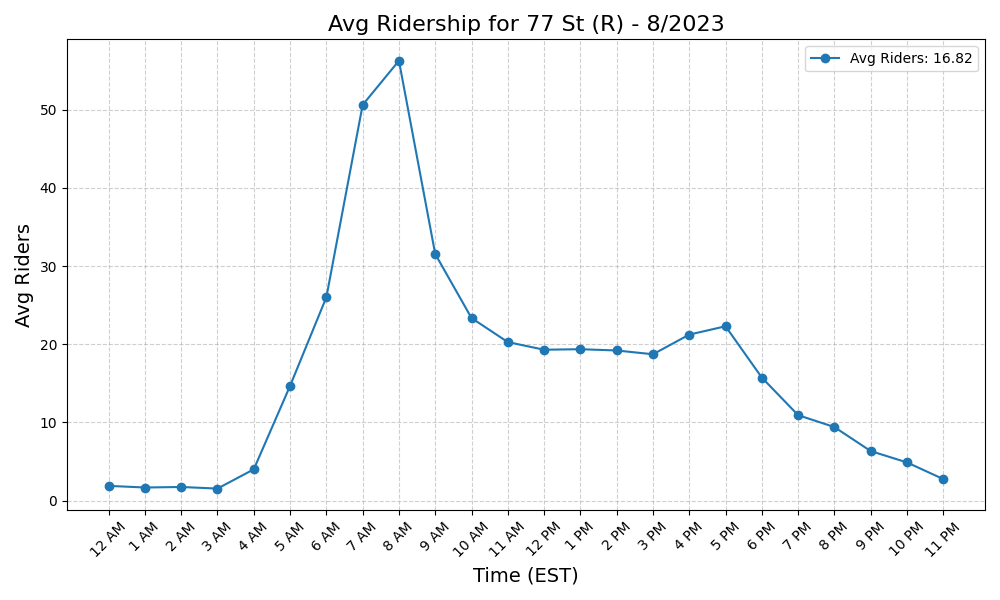 Avg Ridership for 77 St (R) - 8/2023
Avg Riders: 16.82
Avg Riders
50
40
30
20
10
0
12 AM
1 AM
2 AM
3 AM
4 AM
5 AM
6 AM
7 AM
8 AM
9 AM
10 AM
11 AM
12 PM
1 PM
2 PM
3 PM
4 PM
5 PM
6 PM
7 PM
8 PM
9 PM
10 PM
11 PM
Time (EST)